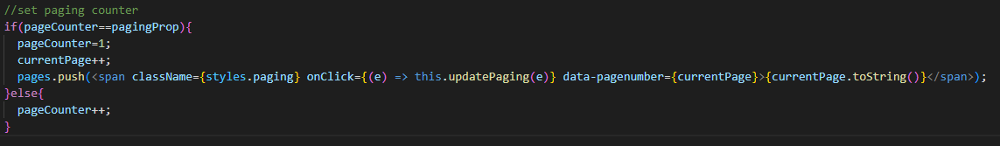 //set paging counter
if(pageCounter==pagingProp){
pageCounter=1;
currentPage++;
pages.push(<span className={styles.paging} onClick={(e) => this.updatePaging(e)} data-pagenumber={currentPage}>{currentPage.toString()}</span>);
}else{
pageCounter++;
}